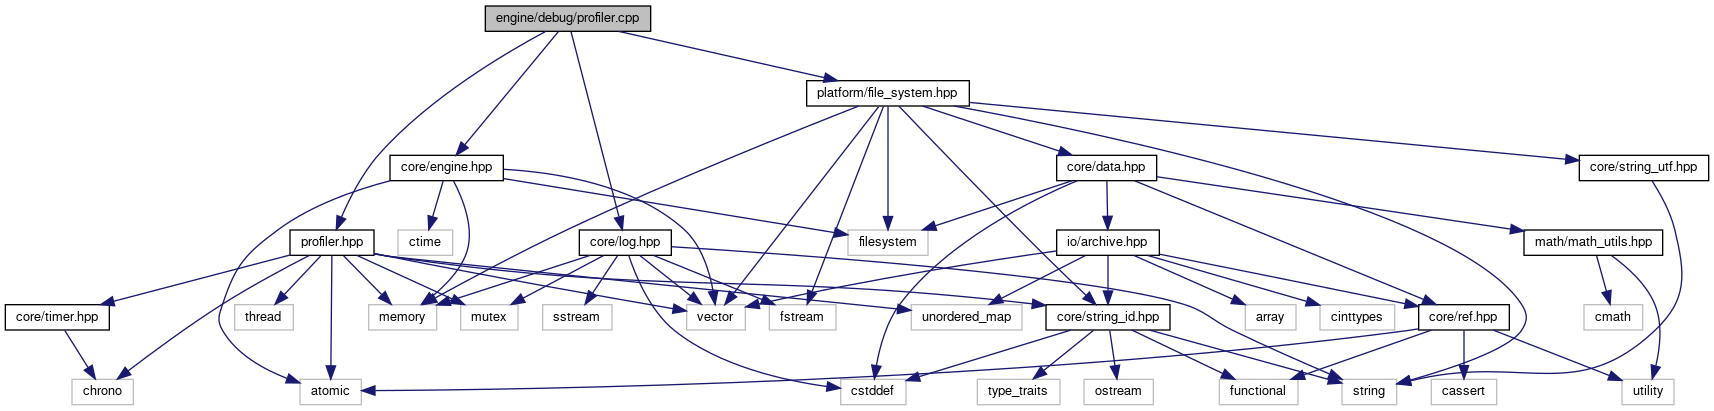 engine/debug/profiler.cpp
platform/file_system.hpp
core/engine.hpp
core/data.hpp
core/string_utf.hpp
profiler.hpp
ctime
core/log.hpp
filesystem
io/archive.hpp
math/math_utils.hpp
core/timer.hpp
thread
memory
mutex
sstream
vector
fstream
unordered_map
core/string_id.hpp
array
cinttypes
core/ref.hpp
cmath
chrono
atomic
cstddef
type_traits
ostream
functional
string
cassert
utility